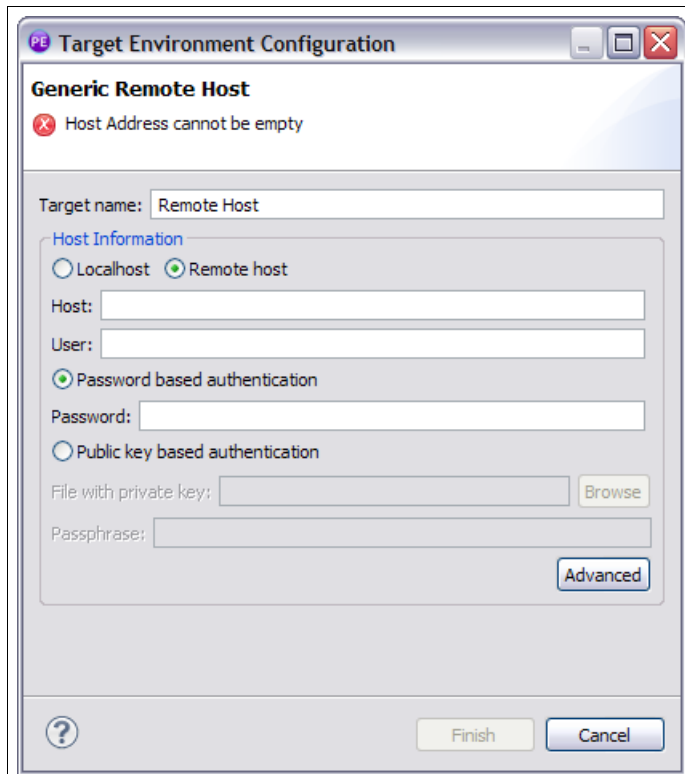 PE Target Environment Configuration
Generic Remote Host
Host Address cannot be empty
Target name: Remote Host
Host Information
Localhost Remote host
Host:
User:
Password based authentication
Password:
Public key based authentication
File with private key: Browse
Passphrase:
Advanced
? Finish Cancel